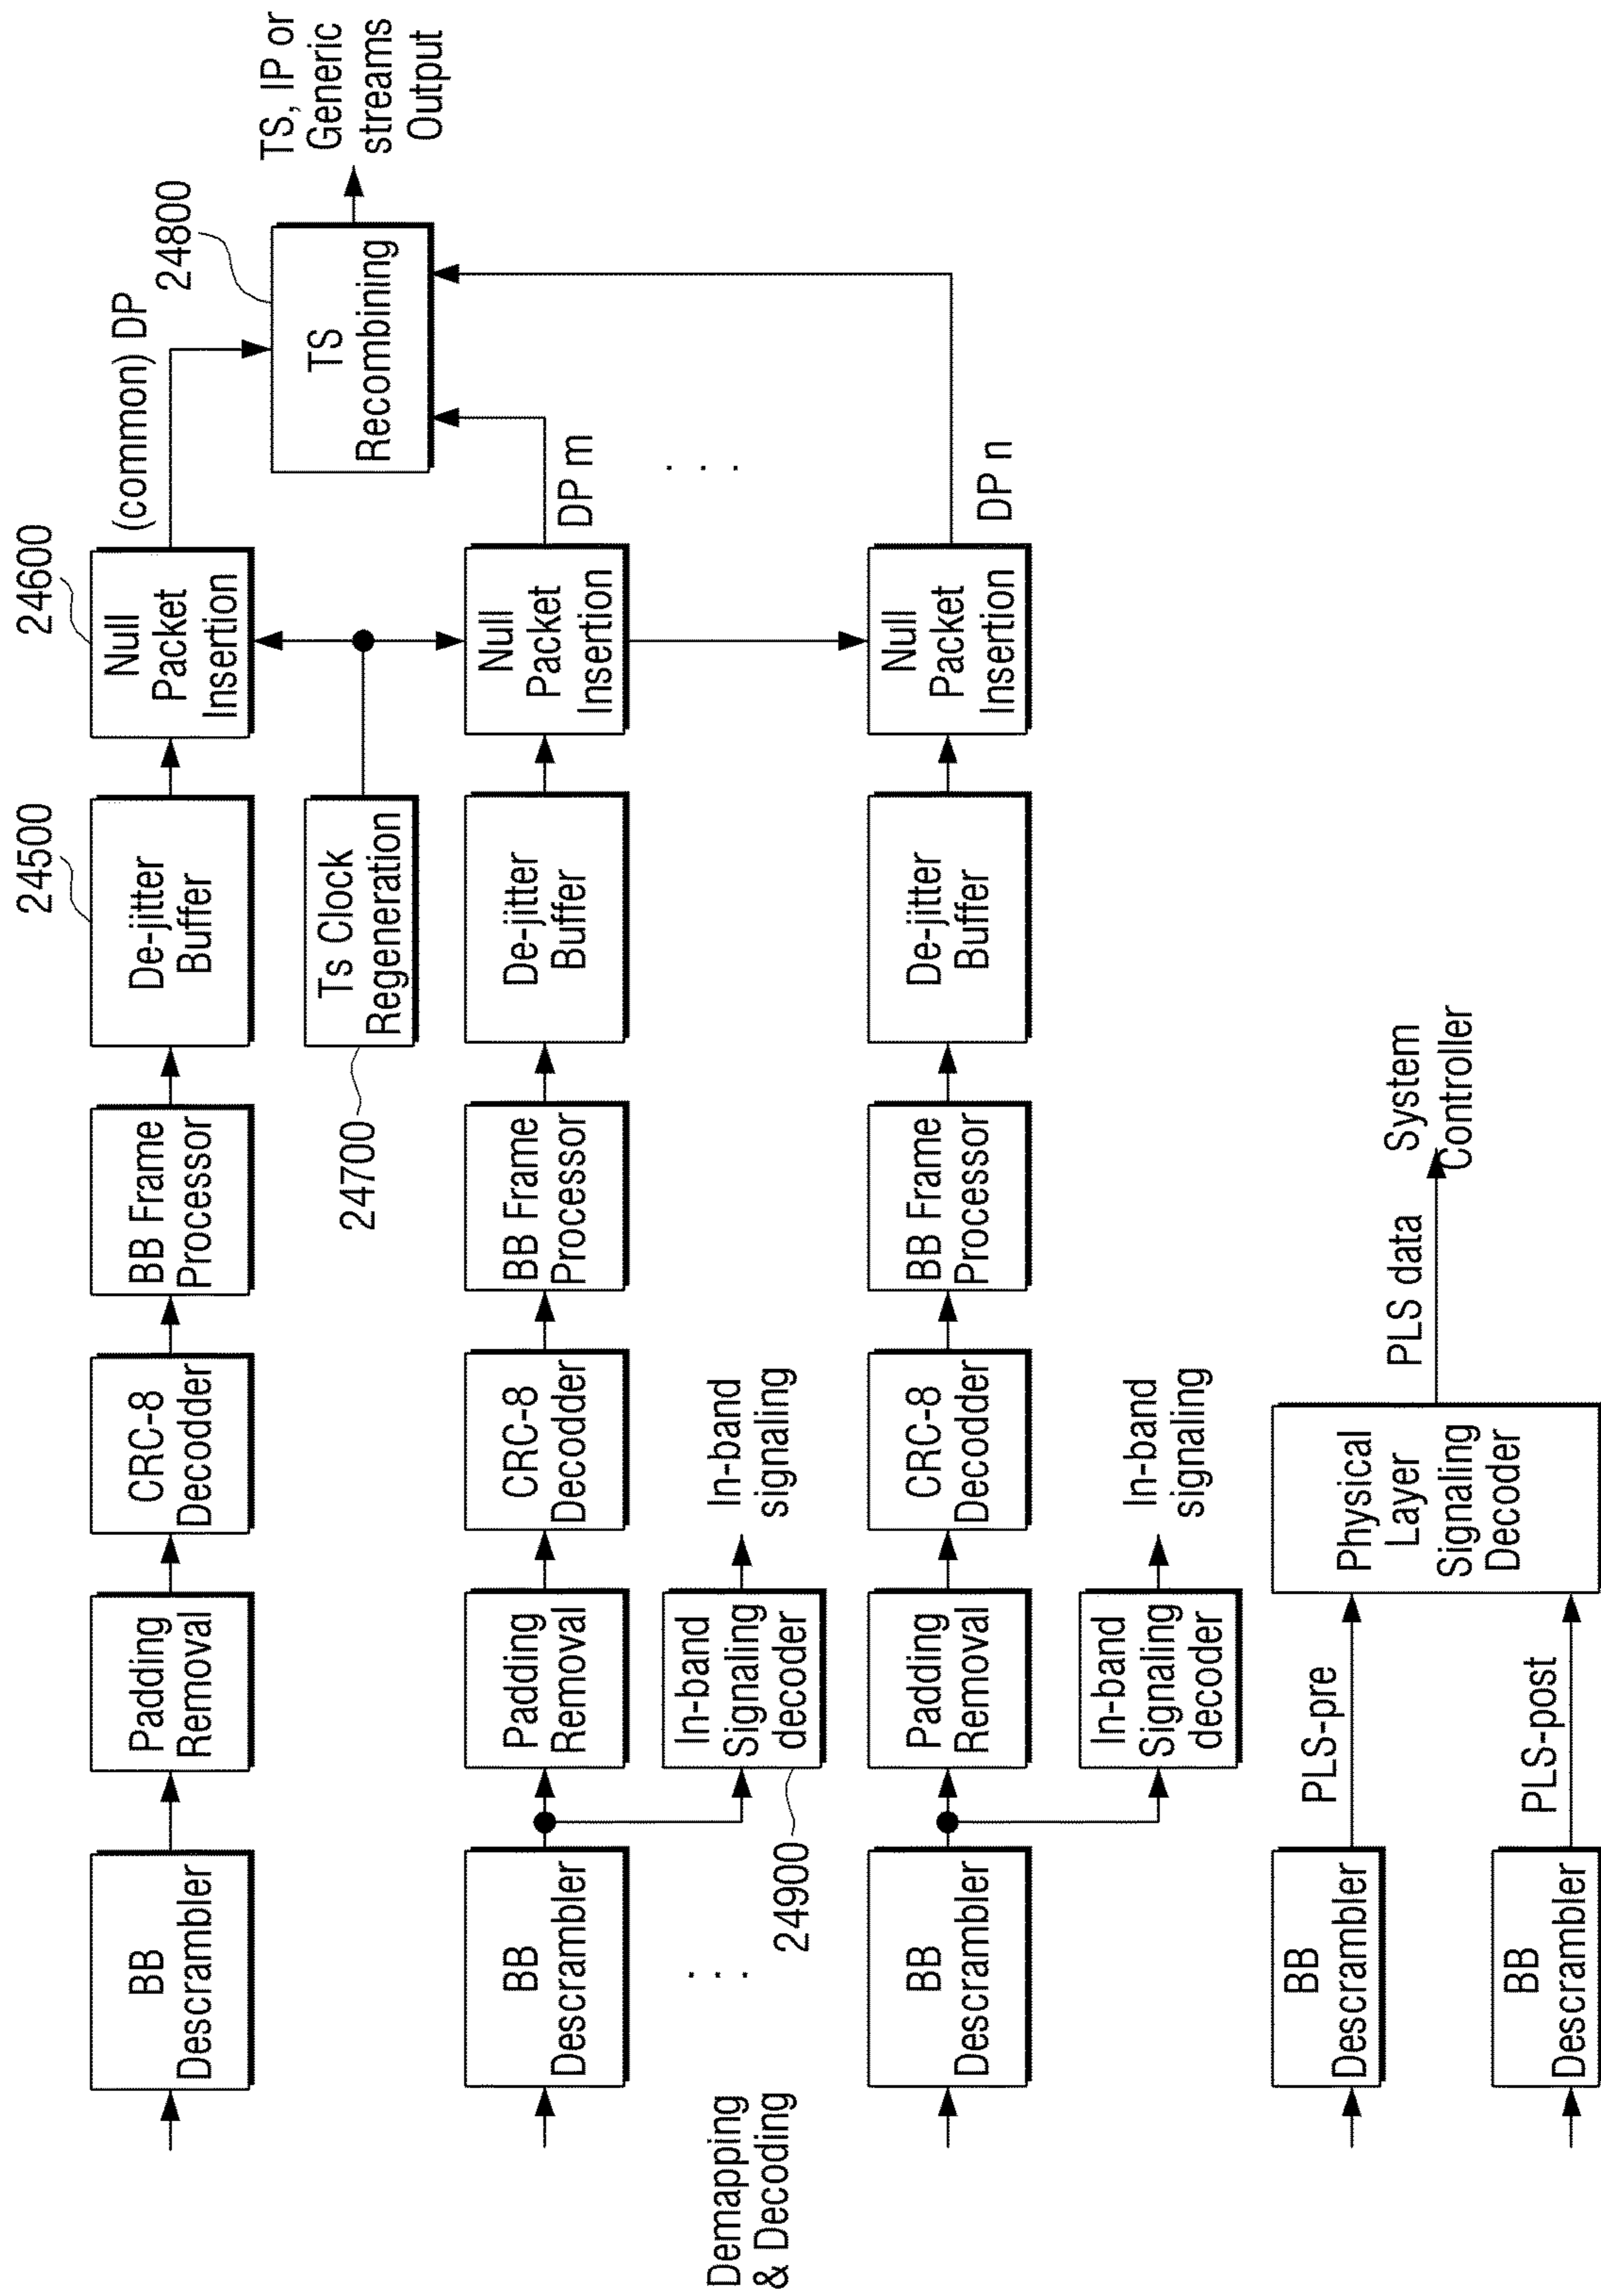 24500
24600
(common) DP
24800
BB
Descrambler
Padding
Removal
CRC-8
Decodder
BB Frame
Processor
De-jitter
Buffer
Null
Packet
Insertion
TS
Recombining
TS, IP or
Generic
streams
Output
24700
Ts Clock
Regeneration
BB
Descrambler
Padding
Removal
CRC-8
Decodder
BB Frame
Processor
De-jitter
Buffer
Null
Packet
Insertion
DP m
. . .
In-band
Signaling
decoder
In-band
signaling
24900
. . .
Demapping
& Decoding
BB
Descrambler
Padding
Removal
CRC-8
Decodder
BB Frame
Processor
De-jitter
Buffer
Null
Packet
Insertion
DP n
In-band
Signaling
decoder
In-band
signaling
BB
Descrambler
PLS-pre
Physical
Layer
Signaling
Decoder
PLS data
System
Controller
BB
Descrambler
PLS-post